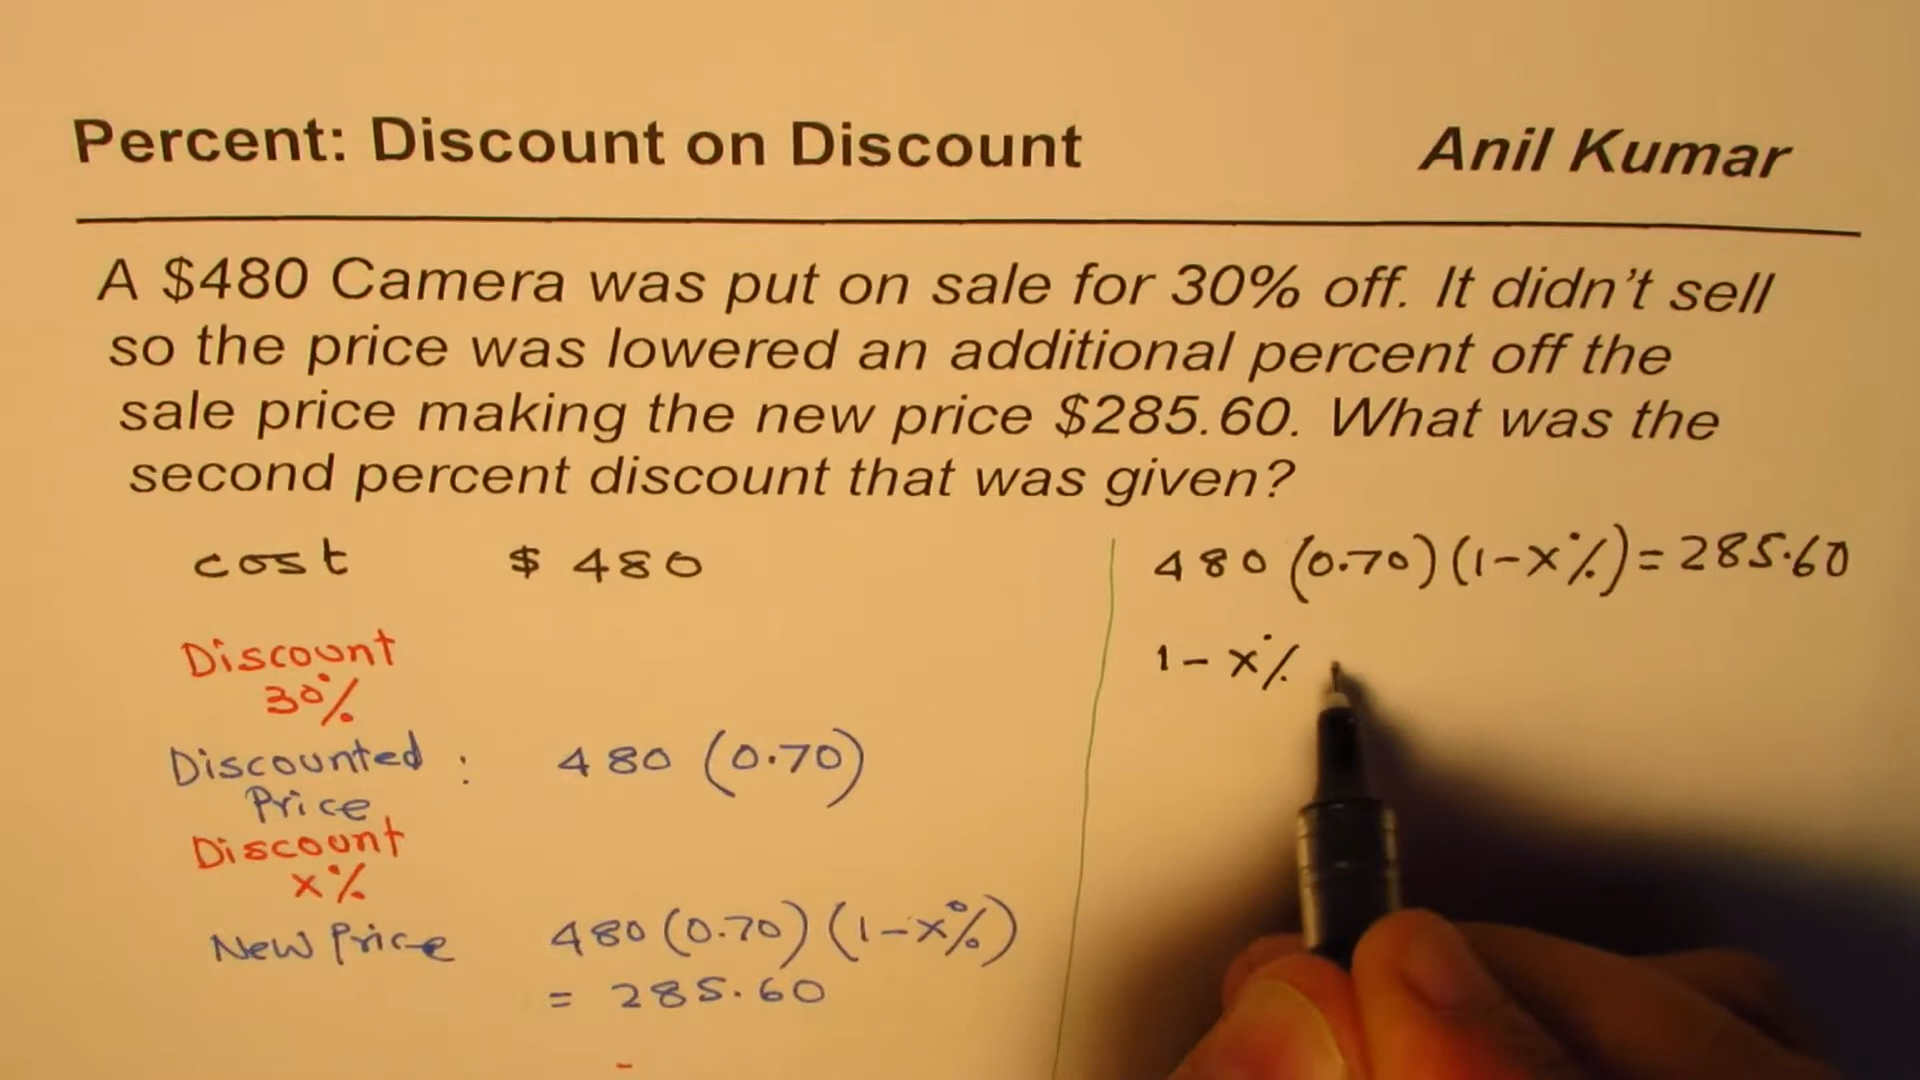 Percent: Discount on Discount
Anil Kumar
A $480 Camera was put on sale for 30% off. It didn't sell
so the price was lowered an additional percent off the
sale price making the new price $285.60. What was the
second percent discount that was given?
cost $ 480
Discount
30%
Discounted : 480 (0.70)
Price
Discount
x%
New Price 480 (0.70) (1-x%)
= 285.60
480 (0.70) (1-x%) = 285.60
1 - x%